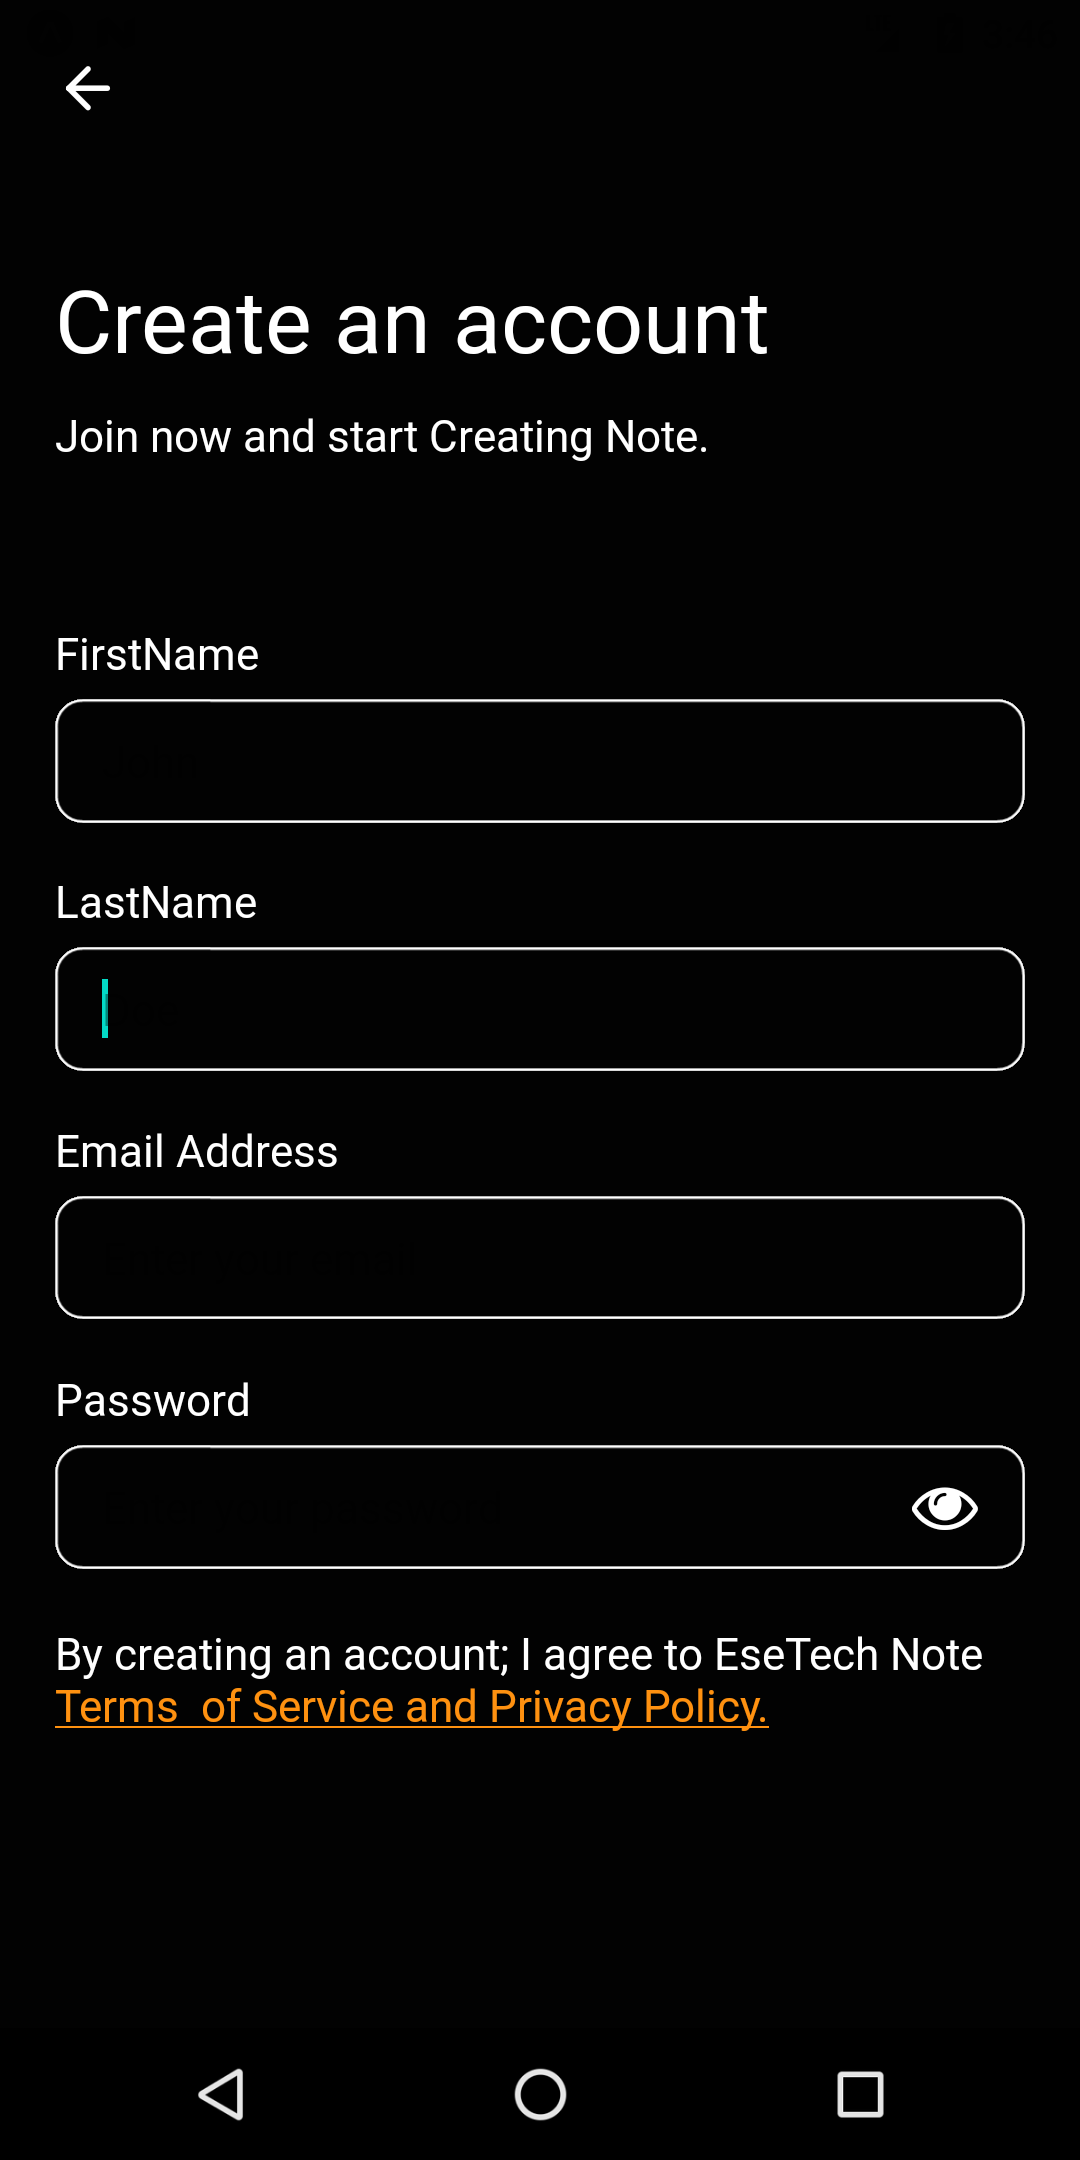 Create an account
Join now and start Creating Note.
FirstName
LastName
Email Address
Password
By creating an account; I agree to EseTech Note
Terms  of Service and Privacy Policy.